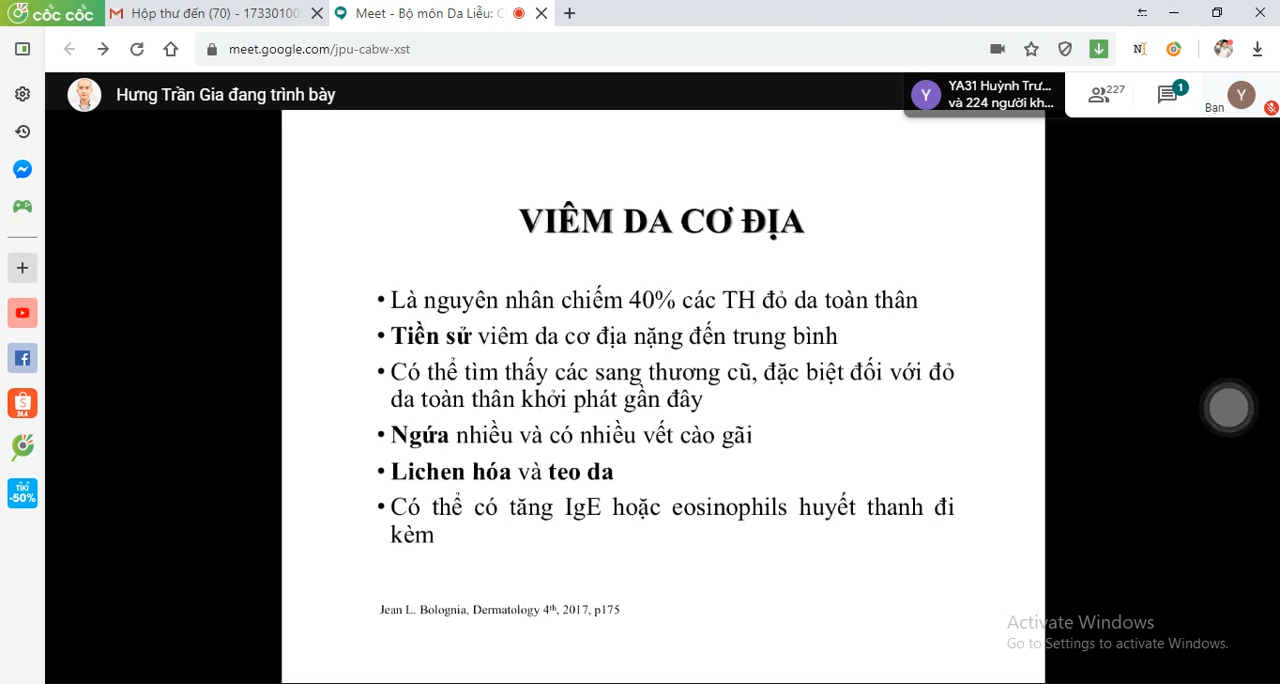 cốc cốc
Hộp thư đến (70) - 17330100
Meet - Bộ môn Da Liễu: C
meet.google.com/jpu-cabw-xst
Hưng Trần Gia đang trình bày
Y
YA31 Huỳnh Trư...
và 224 người kh...
227
1
Bạn
Y
VIÊM DA CƠ ĐỊA
• Là nguyên nhân chiếm 40% các TH đỏ da toàn thân
• Tiền sử viêm da cơ địa nặng đến trung bình
• Có thể tìm thấy các sang thương cũ, đặc biệt đối với đỏ
da toàn thân khởi phát gần đây
• Ngứa nhiều và có nhiều vết cào gãi
• Lichen hóa và teo da
• Có thể có tăng IgE hoặc eosinophils huyết thanh đi
kèm
Jean L. Bolognia, Dermatology 4th, 2017, p175
TIKI
-50%
Activate Windows
Go to Settings to activate Windows.